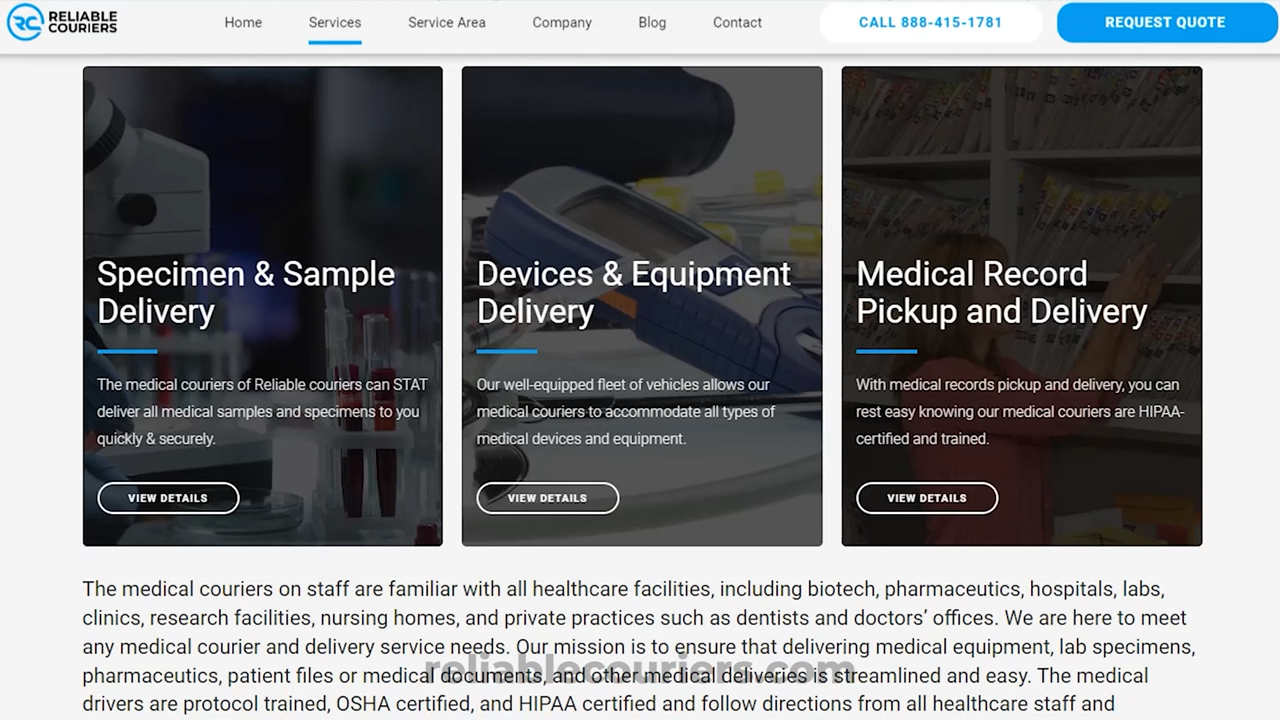 RC RELIABLE
COURIERS
Home Services Service Area Company Blog Contact CALL 888-415-1781 REQUEST QUOTE
Specimen & Sample
Delivery
The medical couriers of Reliable couriers can STAT
deliver all medical samples and specimens to you
quickly & securely.
VIEW DETAILS
Devices & Equipment
Delivery
Our well-equipped fleet of vehicles allows our
medical couriers to accommodate all types of
medical devices and equipment.
VIEW DETAILS
Medical Record
Pickup and Delivery
With medical records pickup and delivery, you can
rest easy knowing our medical couriers are HIPAA-
certified and trained.
VIEW DETAILS
The medical couriers on staff are familiar with all healthcare facilities, including biotech, pharmaceutics, hospitals, labs,
clinics, research facilities, nursing homes, and private practices such as dentists and doctors’ offices. We are here to meet
any medical courier and delivery service needs. Our mission is to ensure that delivering medical equipment, lab specimens,
pharmaceutics, patient files or medical documents, and other medical deliveries is streamlined and easy. The medical
drivers are protocol trained, OSHA certified, and HIPAA certified and follow directions from all healthcare staff and
reliablecouriers.com